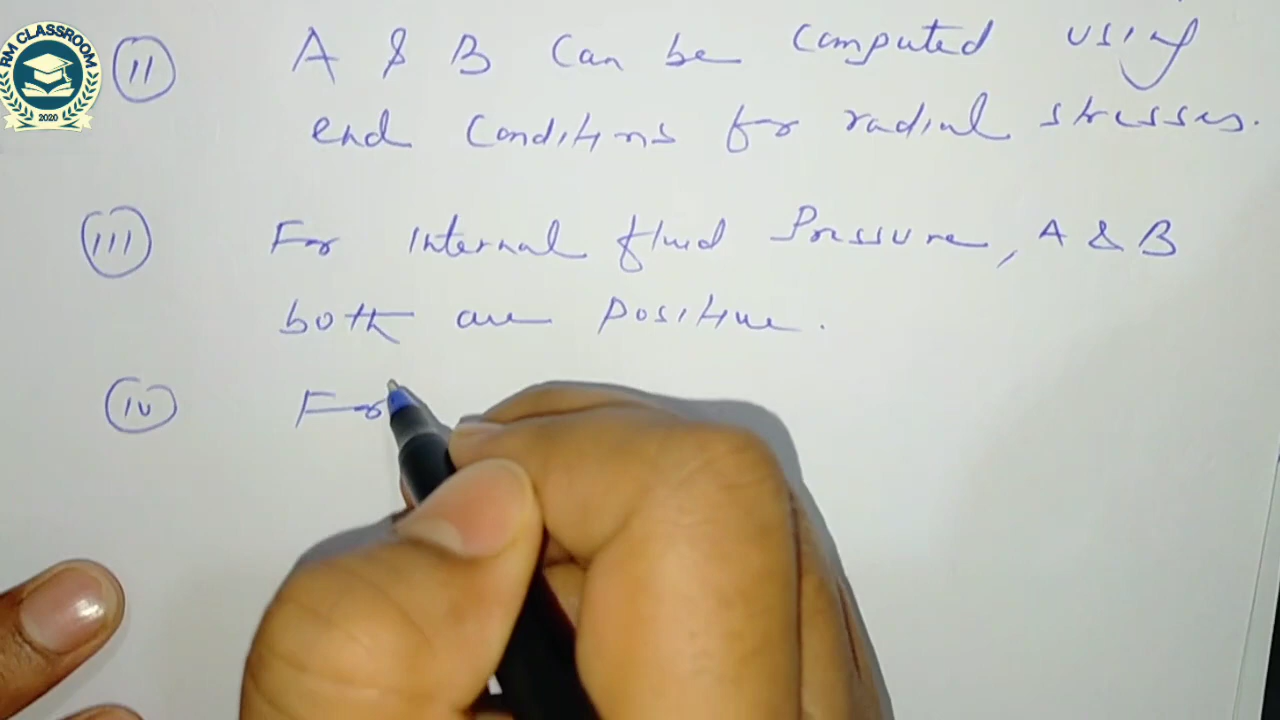 RM CLASSROOM
2020
(ii) A & B Can be Computed using
end Conditions for radial stresses.
(iii) For Internal fluid Pressure, A & B
both are Positive.
(iv) For